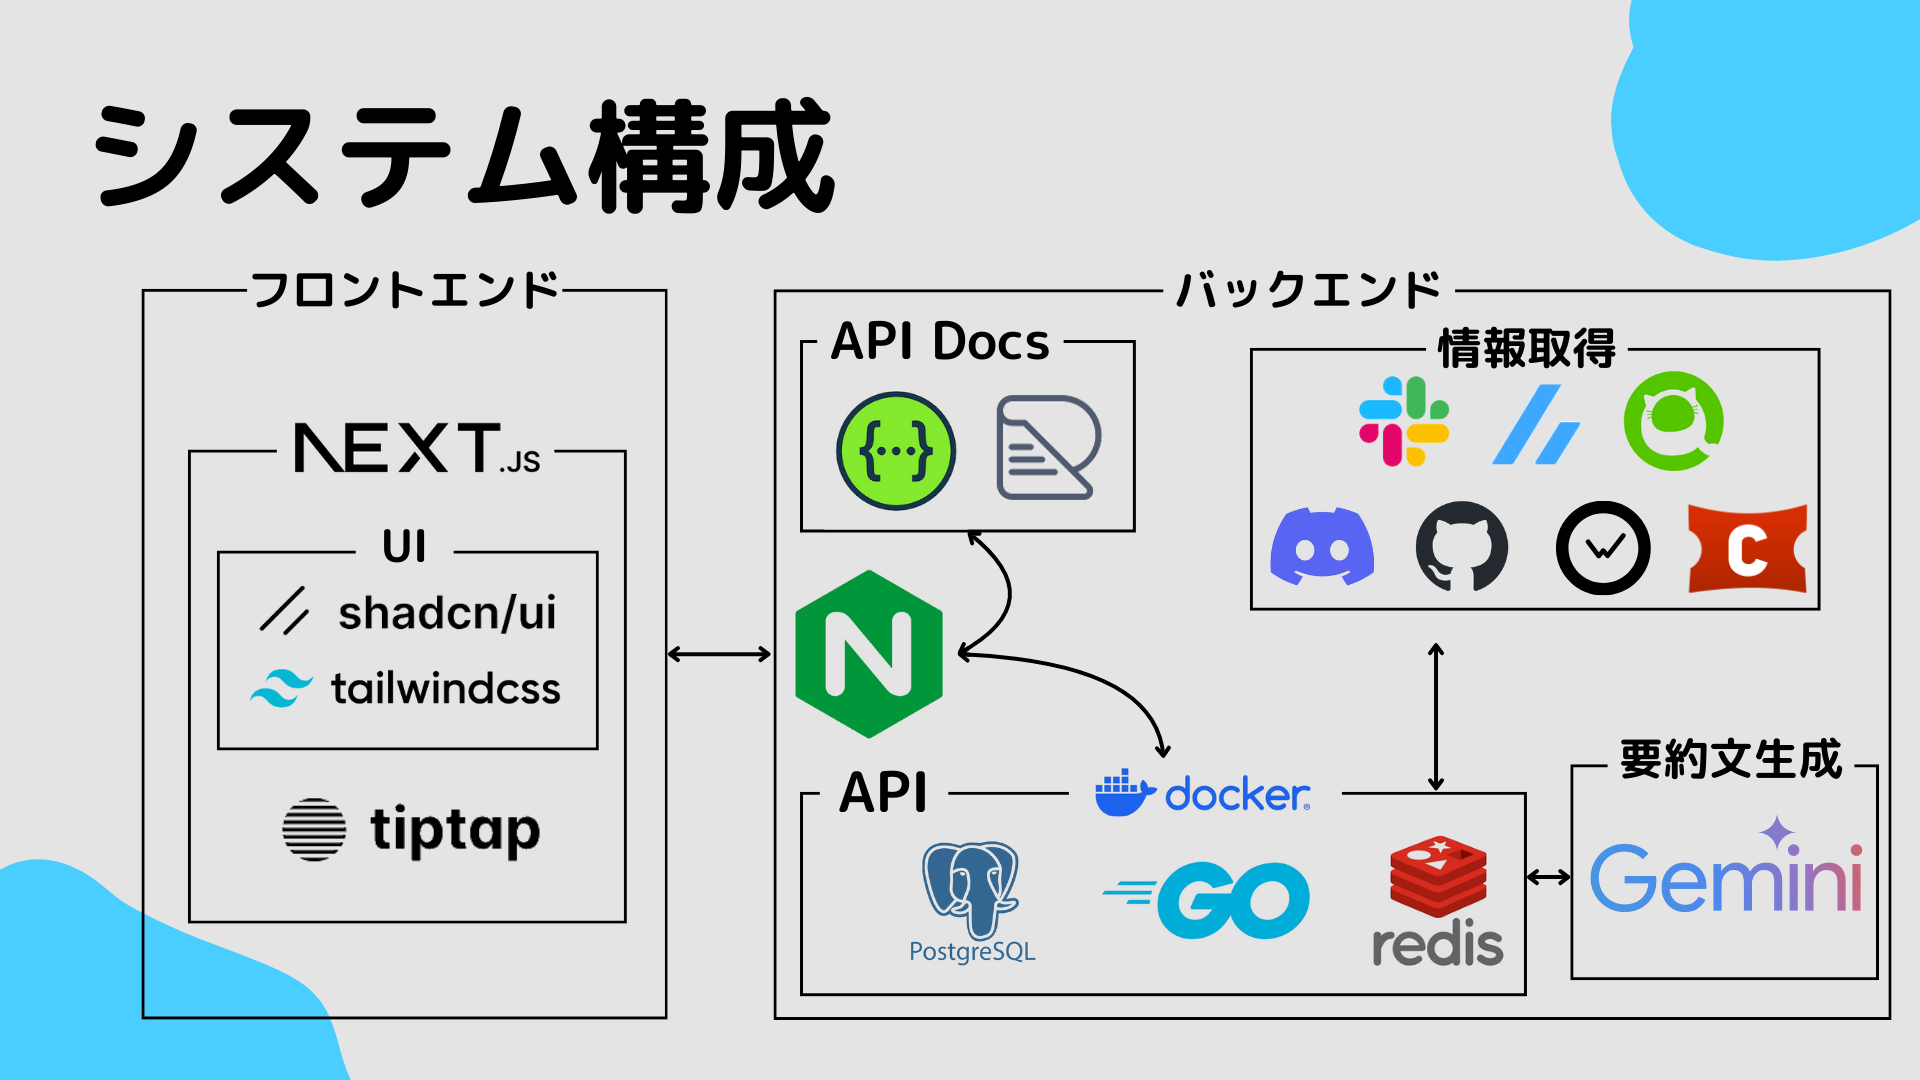 システム構成
フロントエンド
NEXT.JS
UI
shadcn/ui
tailwindcss
tiptap
バックエンド
API Docs
{...}
情報取得
C
N
API
docker
PostgreSQL
GO
redis
要約文生成
Gemini